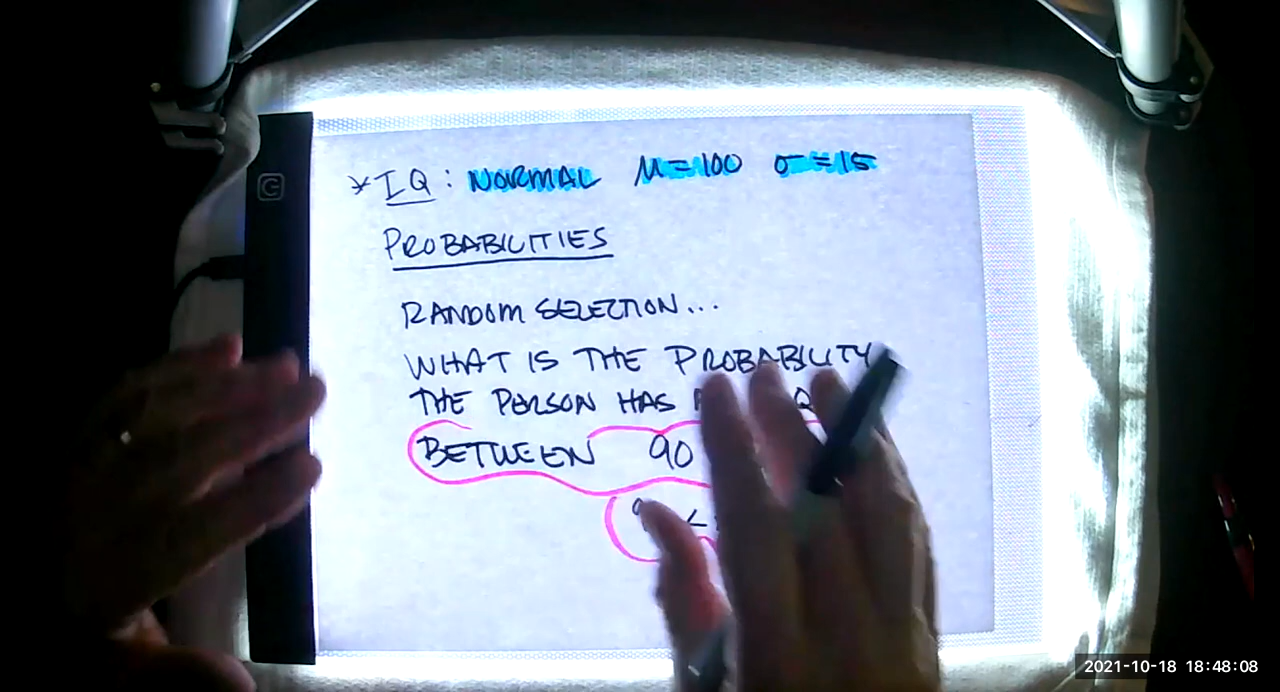 *IQ: NORMAL μ=100 σ=15
PROBABILITIES
RANDOM SELECTION...
WHAT IS THE PROBABILITY
THE PERSON HAS Q
BETWEEN 90
<
2021-10-18 18:48:08